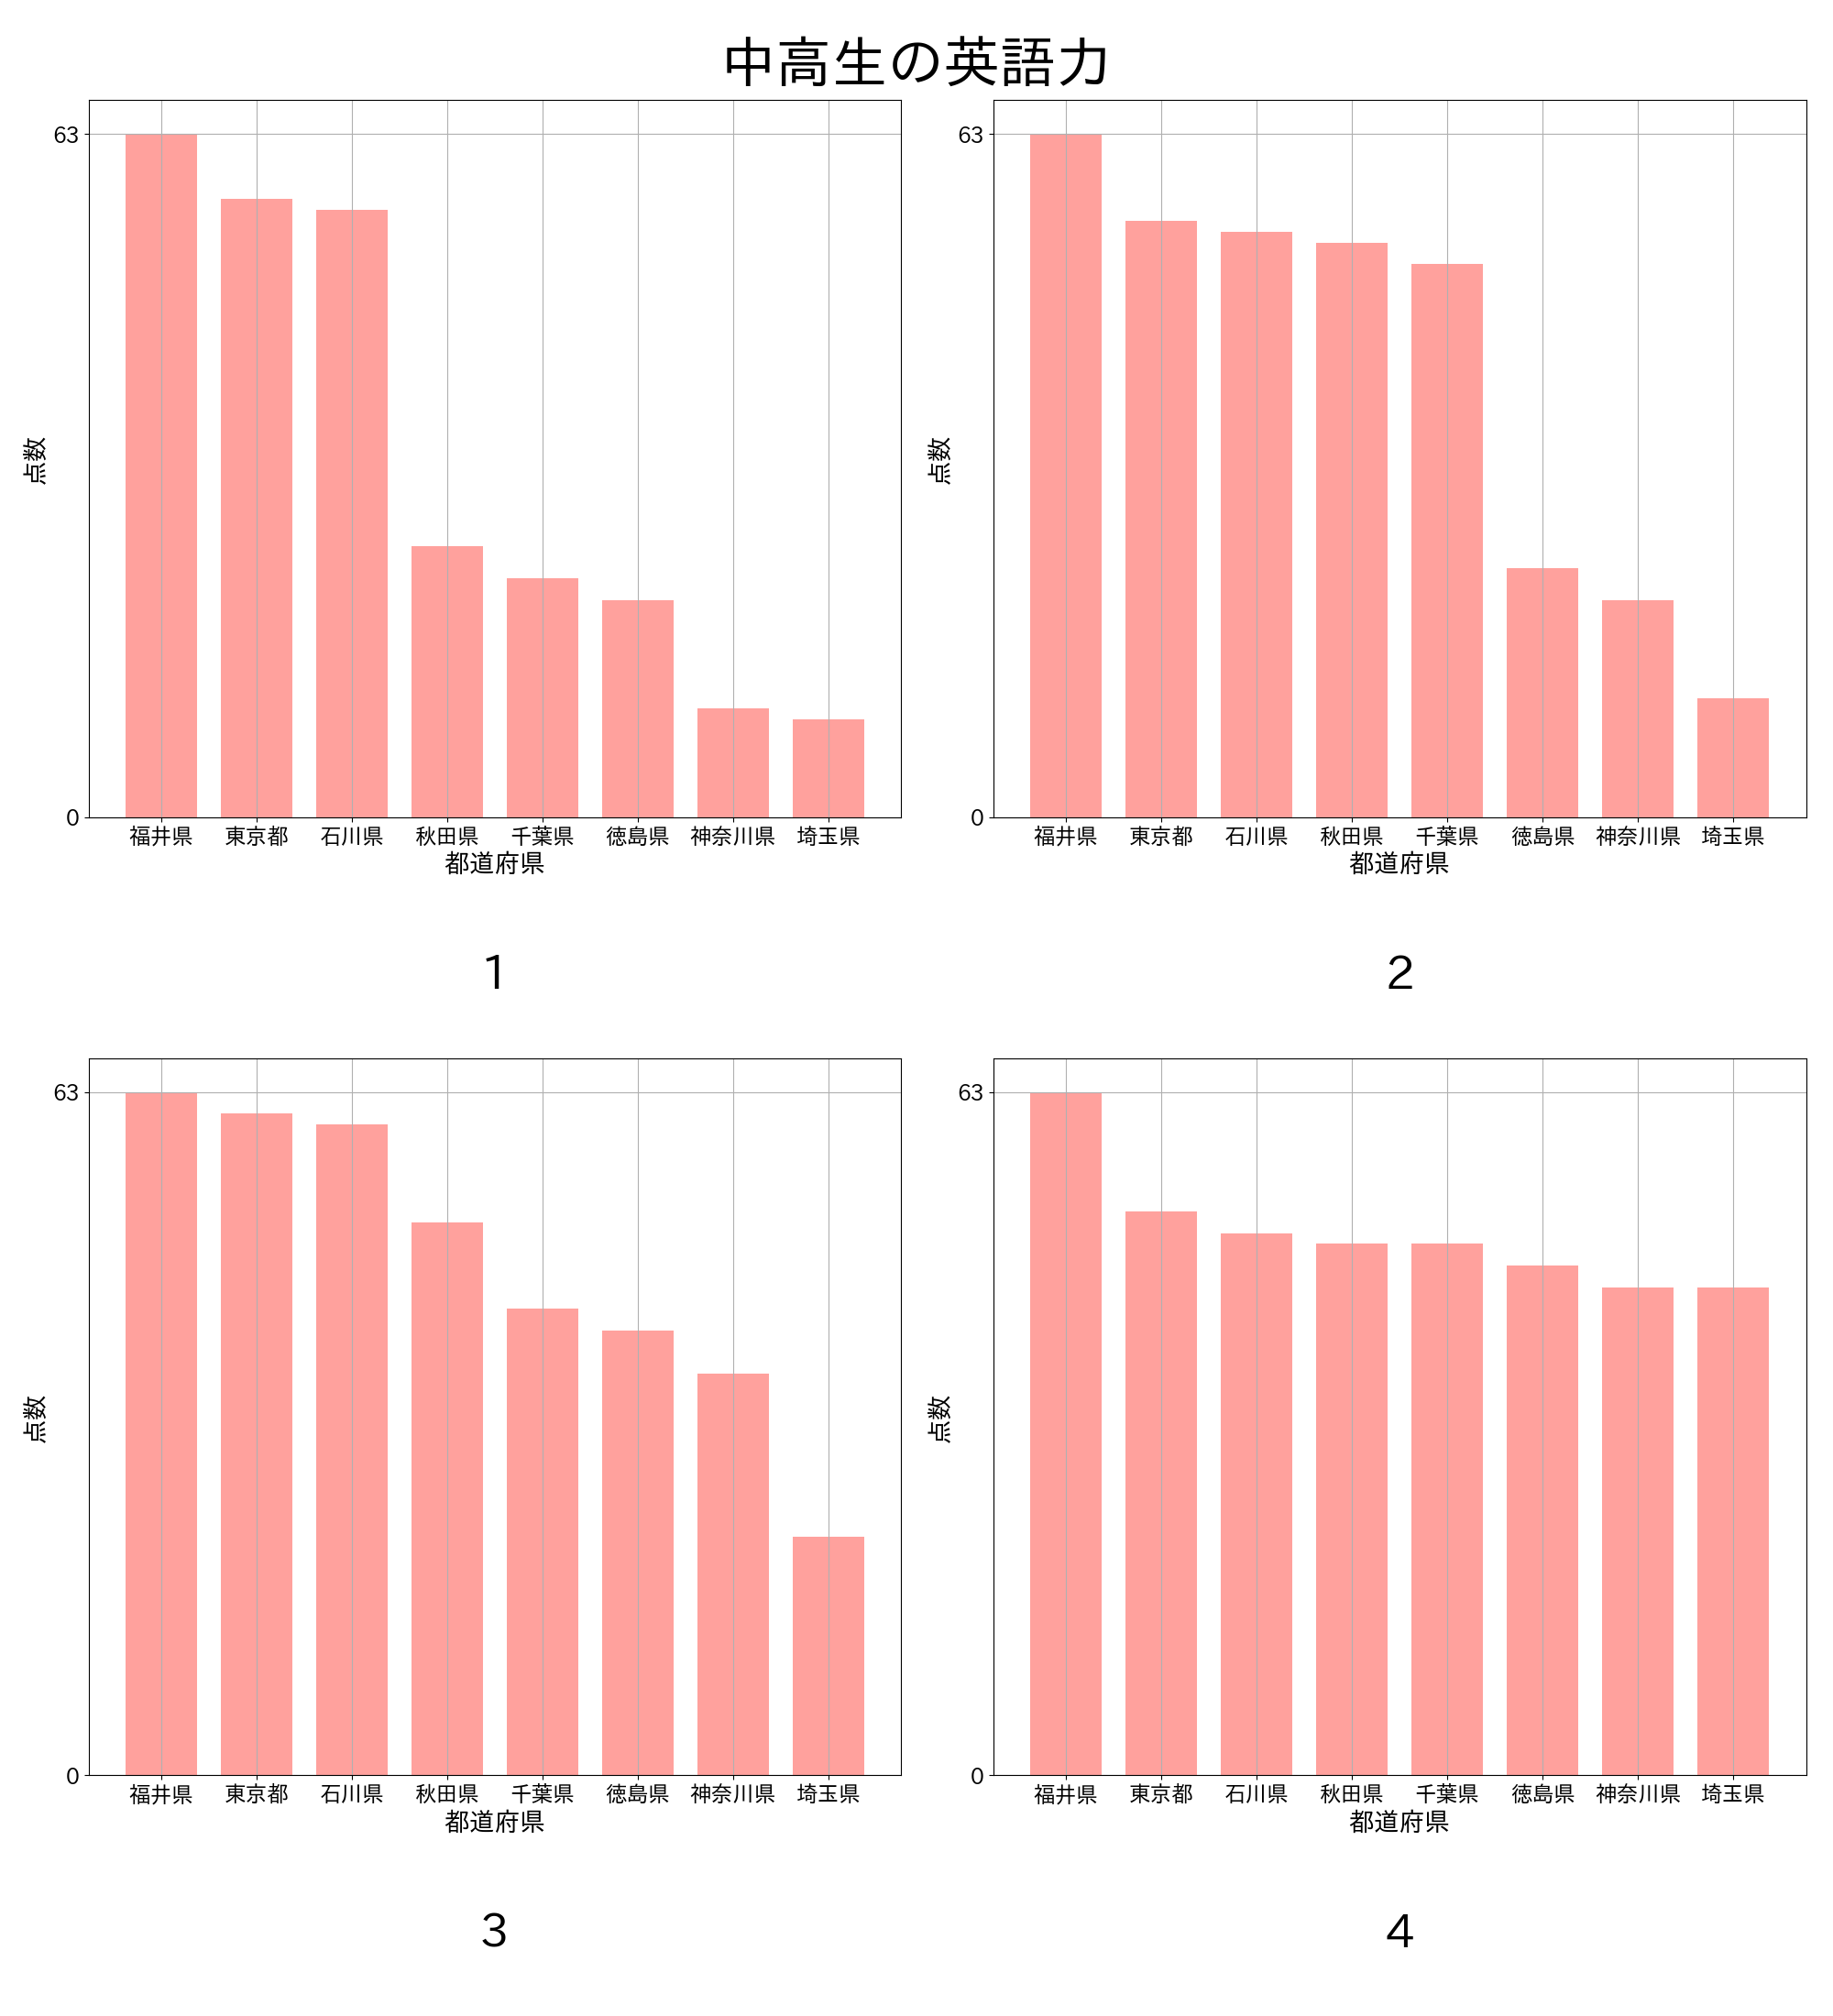 中高生の英語力
63
0
点数
福井県 東京都 石川県 秋田県 千葉県 徳島県 神奈川県 埼玉県
都道府県
1
63
0
点数
福井県 東京都 石川県 秋田県 千葉県 徳島県 神奈川県 埼玉県
都道府県
2
63
0
点数
福井県 東京都 石川県 秋田県 千葉県 徳島県 神奈川県 埼玉県
都道府県
3
63
0
点数
福井県 東京都 石川県 秋田県 千葉県 徳島県 神奈川県 埼玉県
都道府県
4